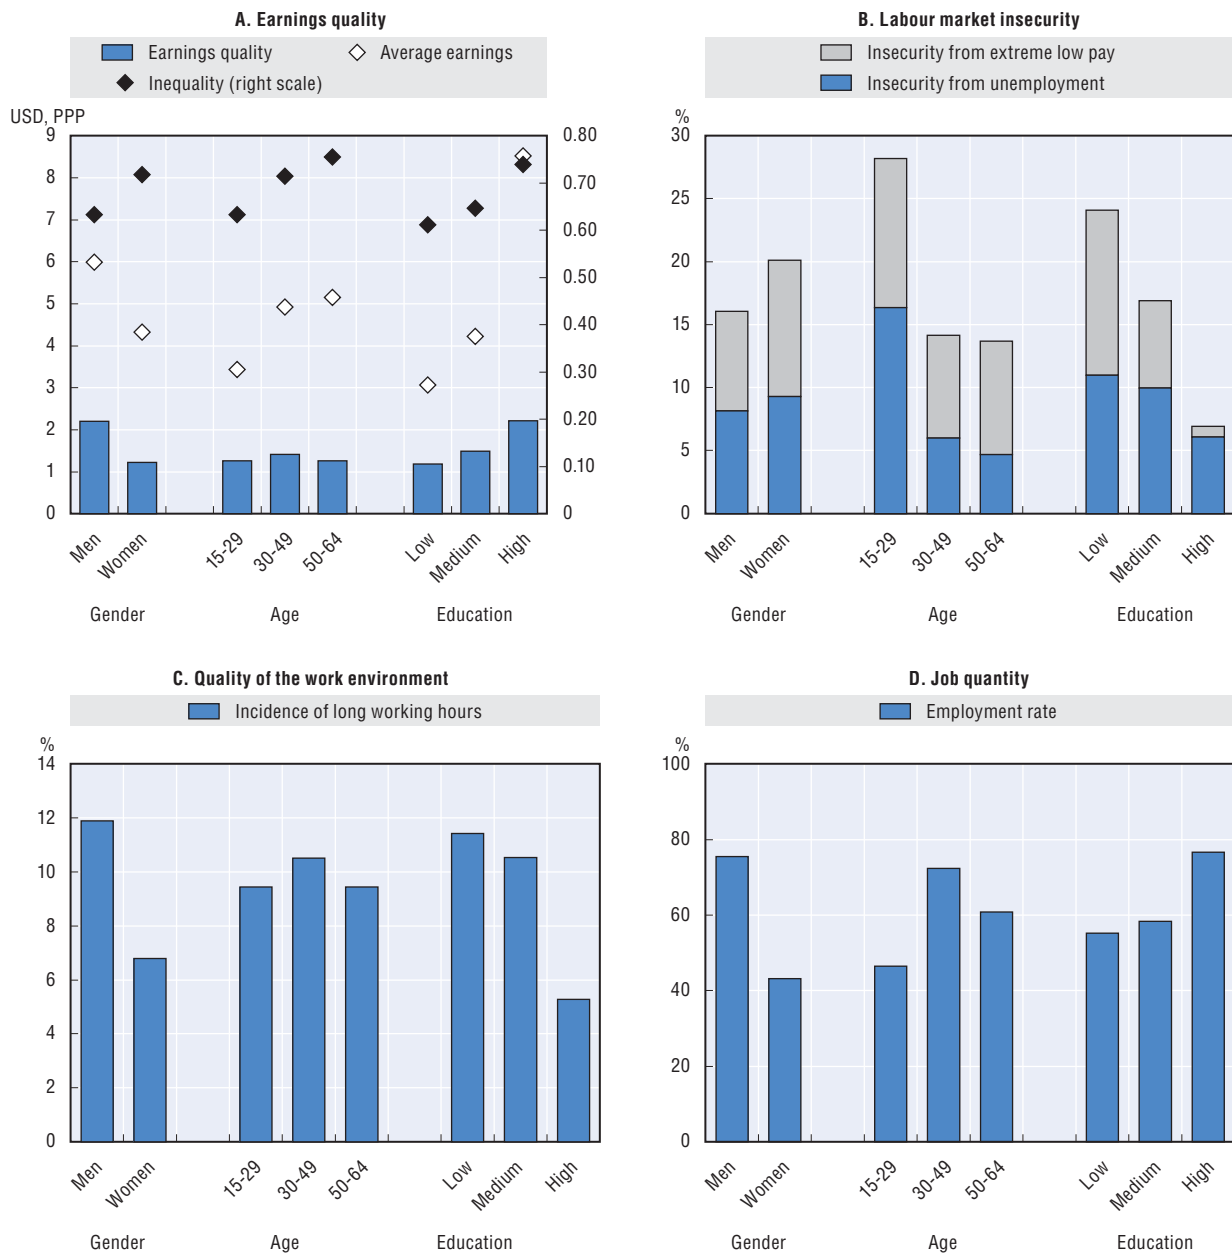 A. Earnings quality
Earnings quality
Average earnings
Inequality (right scale)
USD, PPP
9
8
7
6
5
4
3
2
1
0
0.80
0.70
0.60
0.50
0.40
0.30
0.20
0.10
0
Men
Women
15-29
30-49
50-64
Low
Medium
High
Gender
Age
Education
B. Labour market insecurity
Insecurity from extreme low pay
Insecurity from unemployment
%
30
25
20
15
10
5
0
Men
Women
15-29
30-49
50-64
Low
Medium
High
Gender
Age
Education
C. Quality of the work environment
Incidence of long working hours
%
14
12
10
8
6
4
2
0
Men
Women
15-29
30-49
50-64
Low
Medium
High
Gender
Age
Education
D. Job quantity
Employment rate
%
100
80
60
40
20
0
Men
Women
15-29
30-49
50-64
Low
Medium
High
Gender
Age
Education